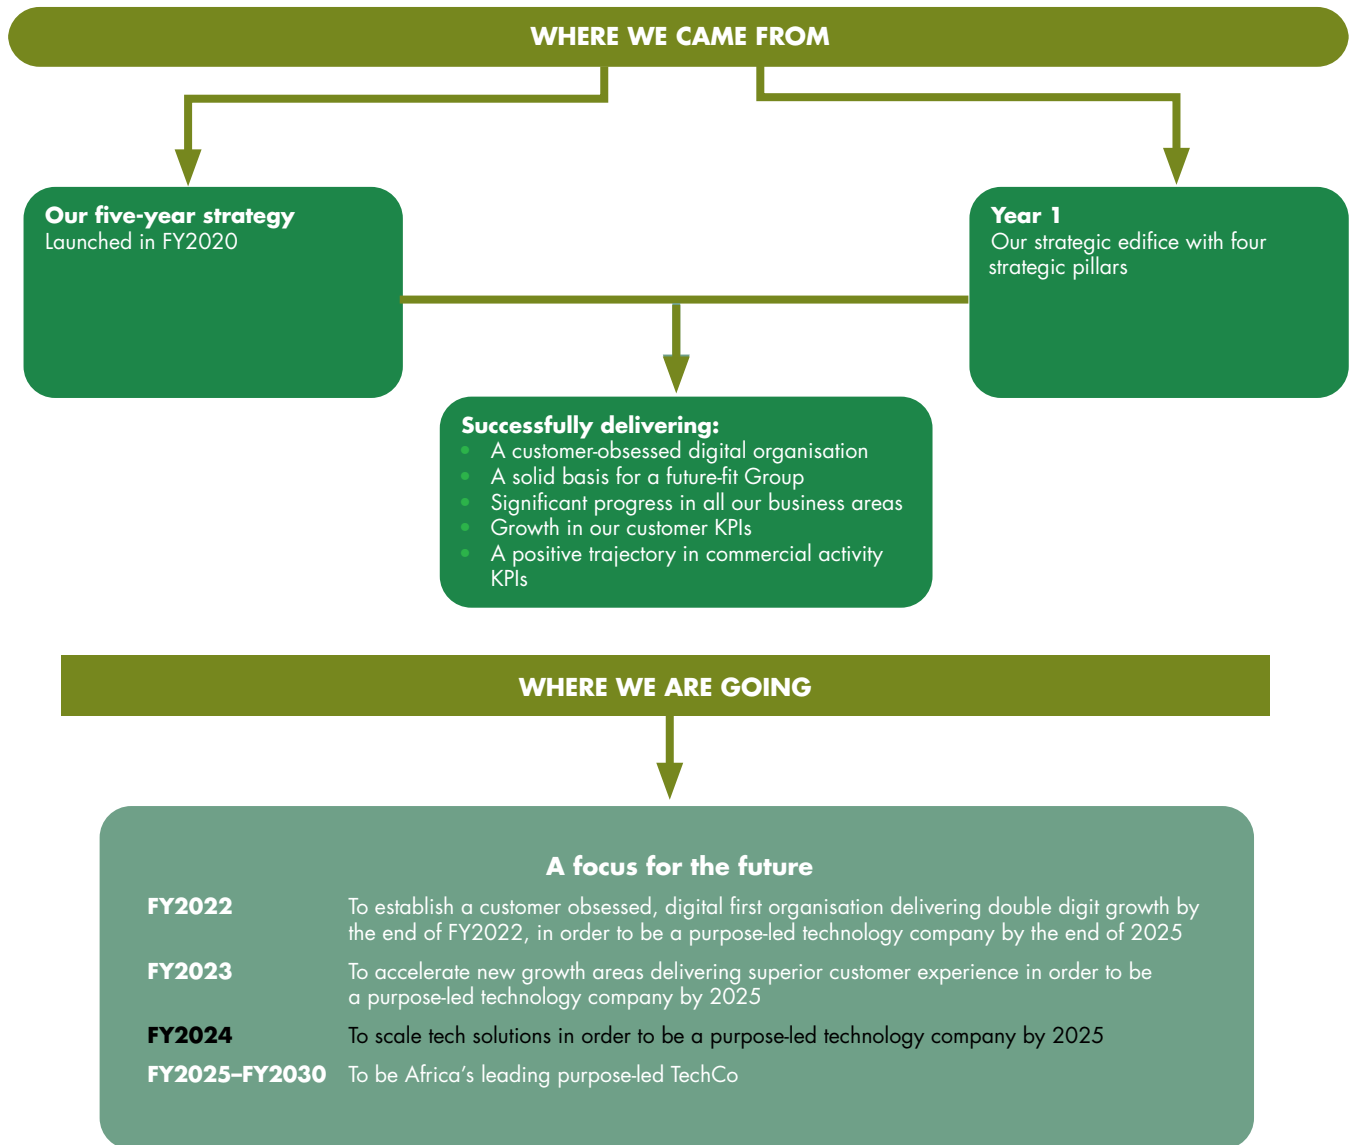 WHERE WE CAME FROM
Our five-year strategy
Launched in FY2020
Year 1
Our strategic edifice with four
strategic pillars
Successfully delivering:
• A customer-obsessed digital organisation
• A solid basis for a future-fit Group
• Significant progress in all our business areas
• Growth in our customer KPIs
• A positive trajectory in commercial activity
KPIs
WHERE WE ARE GOING
A focus for the future
FY2022 To establish a customer obsessed, digital first organisation delivering double digit growth by
the end of FY2022, in order to be a purpose-led technology company by the end of 2025
FY2023 To accelerate new growth areas delivering superior customer experience in order to be
a purpose-led technology company by 2025
FY2024 To scale tech solutions in order to be a purpose-led technology company by 2025
FY2025–FY2030 To be Africa's leading purpose-led TechCo